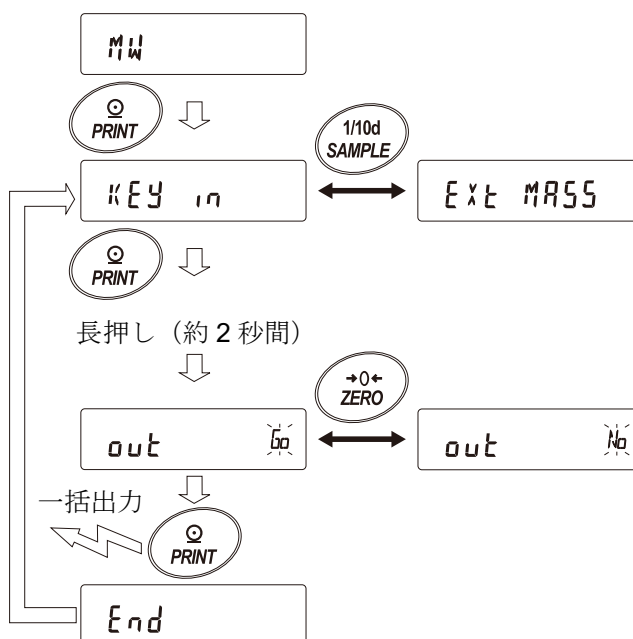 MW
PRINT
1/10d
SAMPLE
KEY in
Ext MASS
PRINT
長押し（約 2 秒間）
→0←
ZERO
out Go
out No
一括出力
PRINT
End